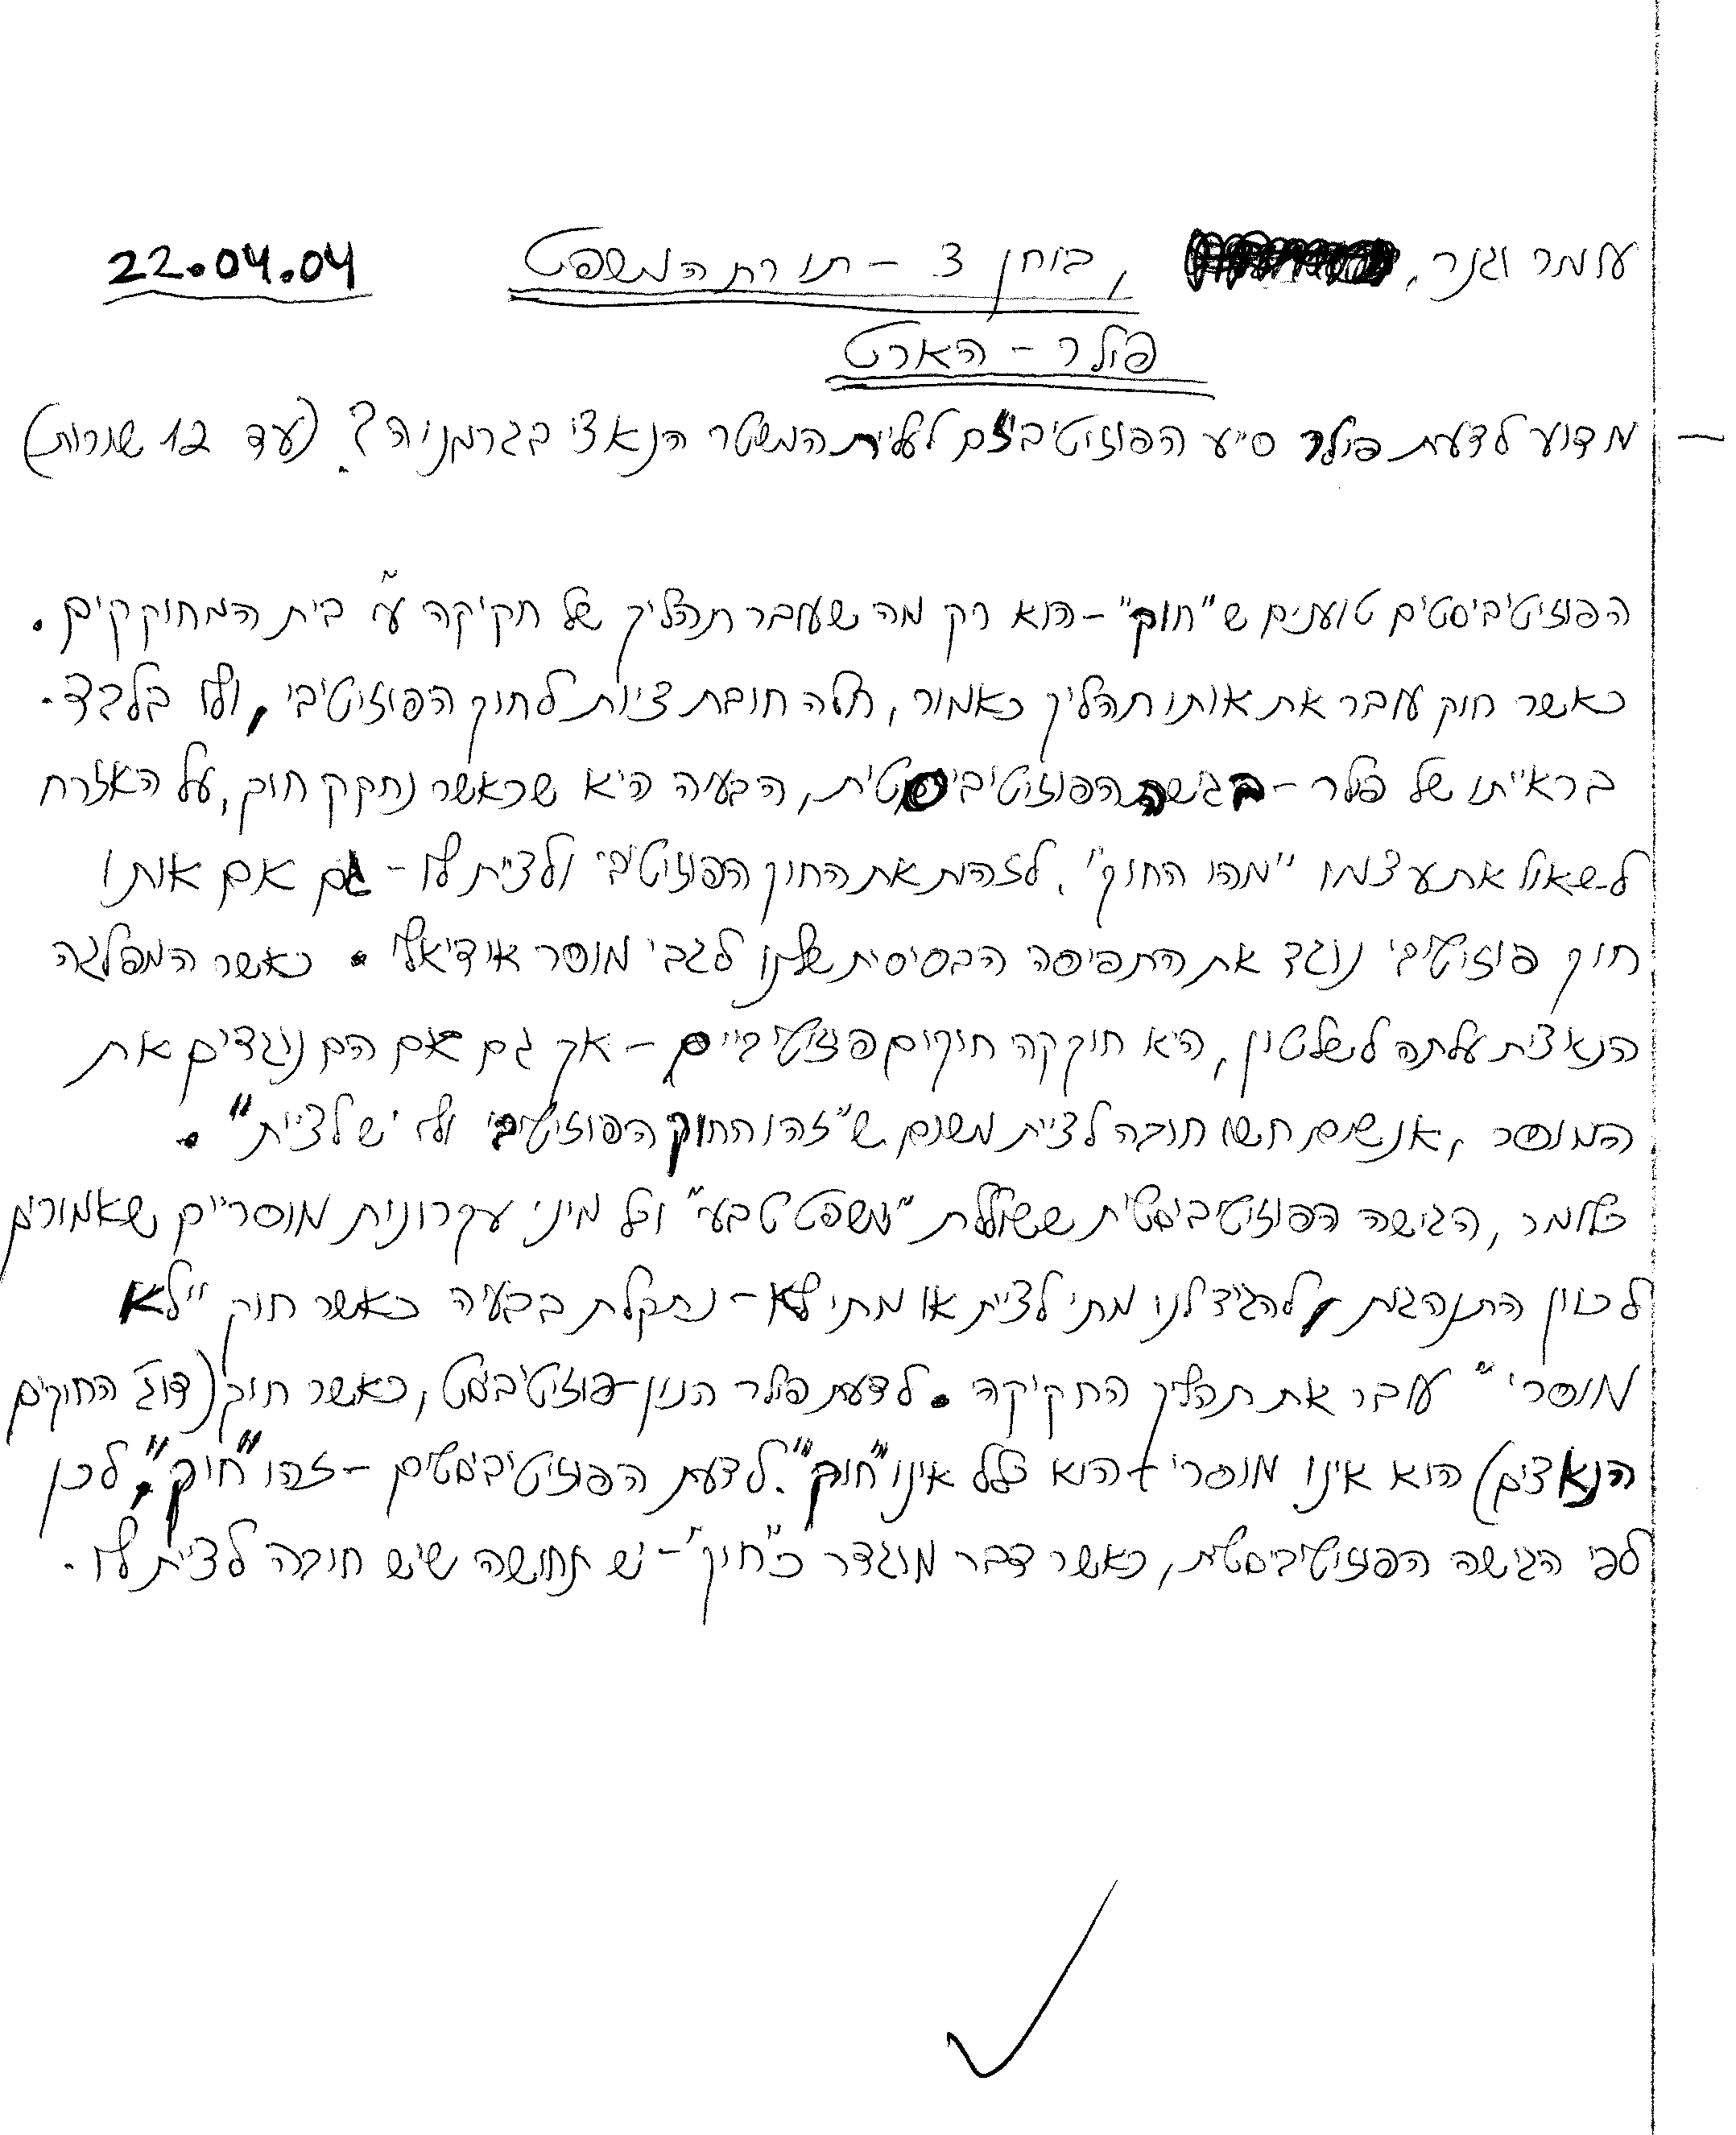 עומר וגנר, , בוחן 3 – תורת המשפט 22.04.04
פולר – הארט
– מדוע לדעת פולר סייע הפוזיטיביזם לעליית המשטר הנאצי בגרמניה? (עד 12 שורות)
הפוזיטיביסטים טוענים ש"חוק" – הוא רק מה שעובר תהליך של חקיקה ע"י בית המחוקקים.
כאשר חוק עובר את אותו תהליך כאמור, חלה חובת ציות לחוק הפוזיטיבי, ולו בלבד.
בראייתו של פולר – בגישה הפוזיטיביסטית, הבעיה היא שכאשר נחקק חוק, על האזרח
לשאול את עצמו "מהו החוק", לזהות את החוק הפוזיטיבי ולציית לו – גם אם אותו
חוק פוזיטיבי נוגד את התפיסה הבסיסית שלנו לגבי מוסר אידיאלי. כאשר המפלגה
הנאצית עלתה לשלטון, היא חוקקה חוקים פוזיטיביים – אך גם אם הם נוגדים את
המוסר, אנשים חשו חובה לציית משום ש"זהו החוק הפוזיטיבי ולו יש לציית".
כלומר, הגישה הפוזיטיביסטית ששוללת "משפט טבעי" וכל מיני עקרונות מוסריים שאמורים
לכוון התנהגות, להגיד לנו מתי לציית או מתי לא – נתקלת בבעיה כאשר חוק "לא
מוסרי" עובר את תהליך החקיקה. לדעת פולר הנון-פוזיטיביסט, כאשר חוק (דוג' החוקים
הנאצים) הוא אינו מוסרי – הוא כלל אינו "חוק". לדעת הפוזיטיביסטים – זהו "חוק". לכן
לפי הגישה הפוזיטיביסטית, כאשר דבר מוגדר כ"חוק" – יש תחושה שיש חובה לציית לו.